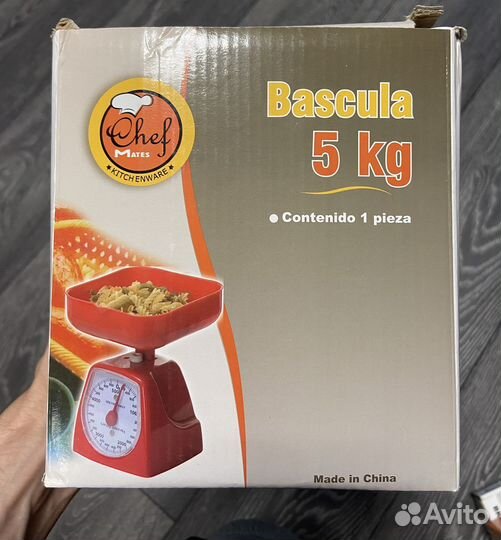 Chef
MATES
KITCHENWARE
Bascula
5 kg
Contenido 1 pieza
Made in China
Avito